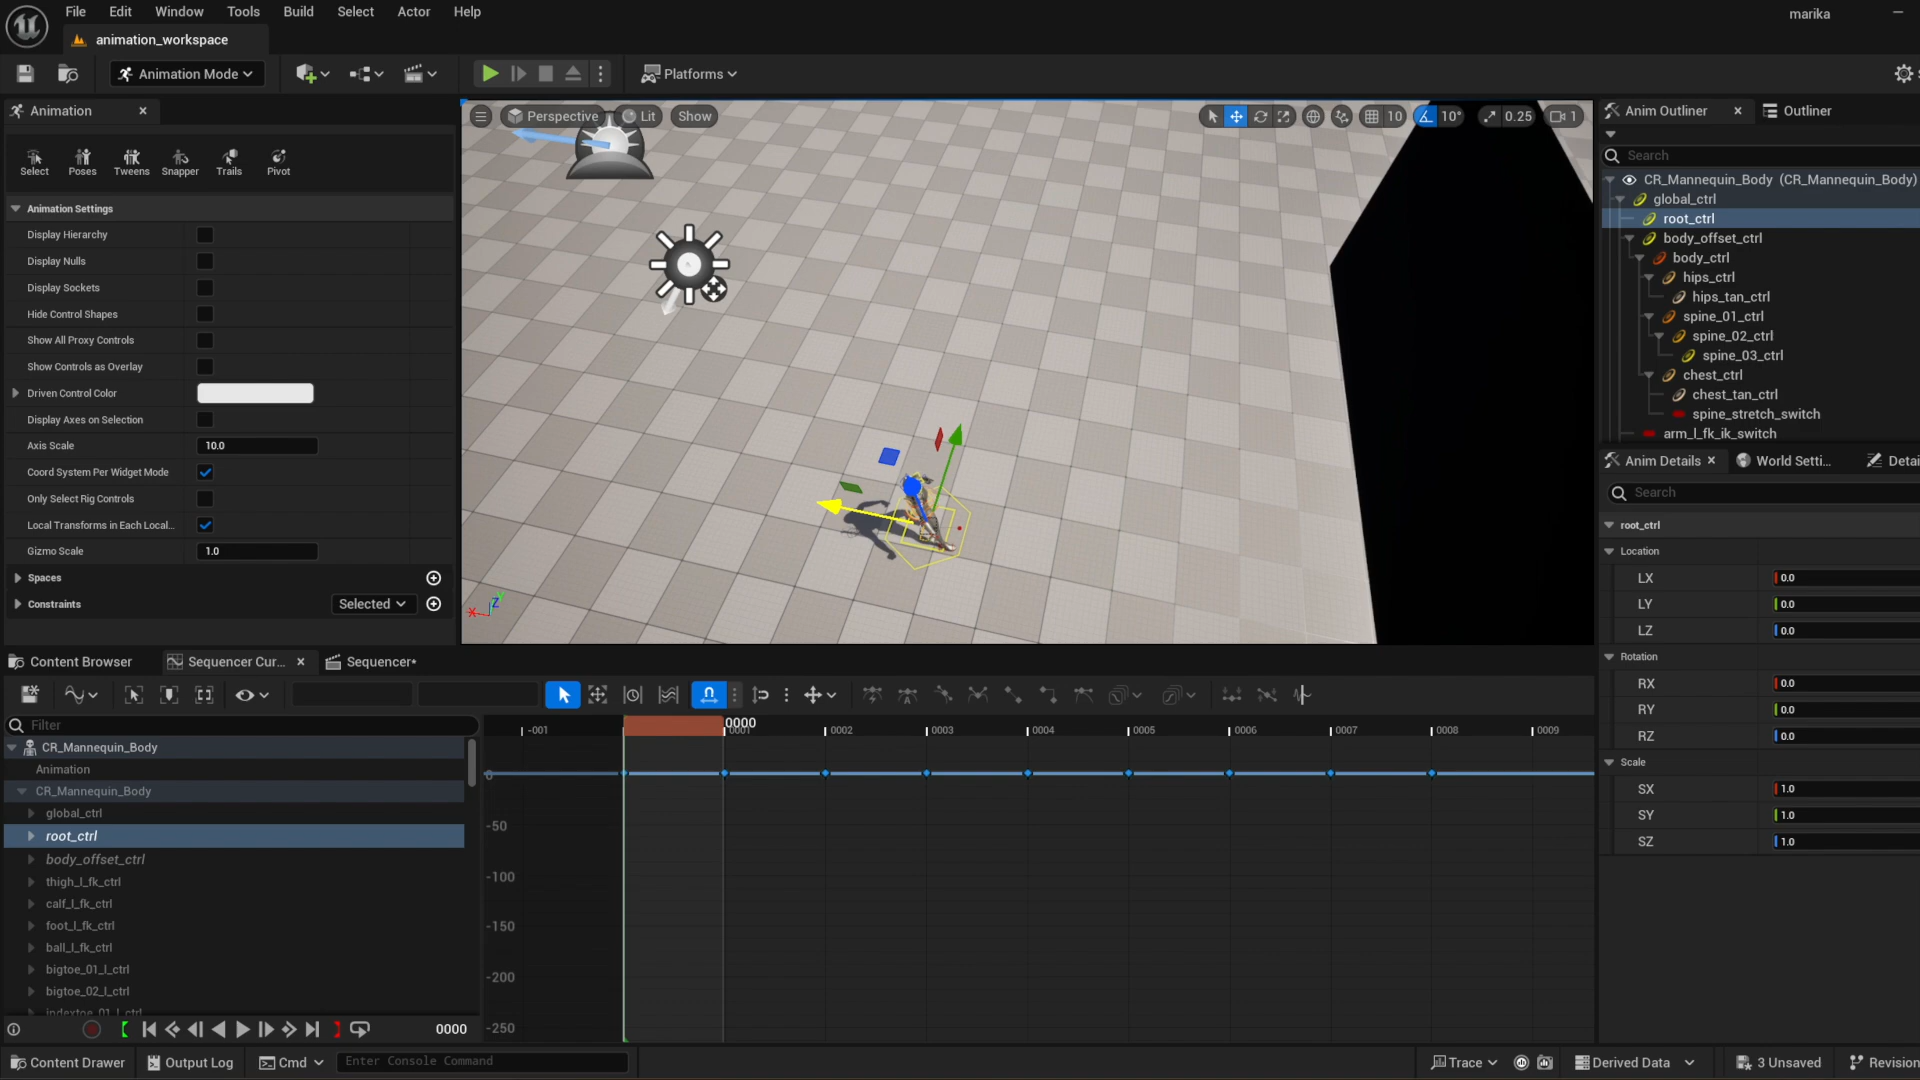 File Edit Window Tools Build Select Actor Help
marika
animation_workspace
Animation Mode
Platforms
Animation
Select Poses Tweens Snapper Trails Pivot
Animation Settings
Display Hierarchy
Display Nulls
Display Sockets
Hide Control Shapes
Show All Proxy Controls
Show Controls as Overlay
Driven Control Color
Display Axes on Selection
Axis Scale 10.0
Coord System Per Widget Mode
Only Select Rig Controls
Local Transforms in Each Local...
Gizmo Scale 1.0
Spaces
Constraints Selected
Perspective Lit Show
10 10° 0.25 1
X Z Y
Anim Outliner Outliner
Search
CR_Mannequin_Body (CR_Mannequin_Body)
global_ctrl
root_ctrl
body_offset_ctrl
body_ctrl
hips_ctrl
hips_tan_ctrl
spine_01_ctrl
spine_02_ctrl
spine_03_ctrl
chest_ctrl
chest_tan_ctrl
spine_stretch_switch
arm_l_fk_ik_switch
Anim Details World Setti... Detai
Search
root_ctrl
Location
LX 0.0
LY 0.0
LZ 0.0
Rotation
RX 0.0
RY 0.0
RZ 0.0
Scale
SX 1.0
SY 1.0
SZ 1.0
Content Browser Sequencer Cur... Sequencer*
Filter
CR_Mannequin_Body
Animation
CR_Mannequin_Body
global_ctrl
root_ctrl
body_offset_ctrl
thigh_l_fk_ctrl
calf_l_fk_ctrl
foot_l_fk_ctrl
ball_l_fk_ctrl
bigtoe_01_l_ctrl
bigtoe_02_l_ctrl
indextoe_01_l_ctrl
0000
0000
-001 0001 0002 0003 0004 0005 0006 0007 0008 0009
0
-50
-100
-150
-200
-250
Content Drawer Output Log Cmd Enter Console Command
Trace Derived Data 3 Unsaved Revision